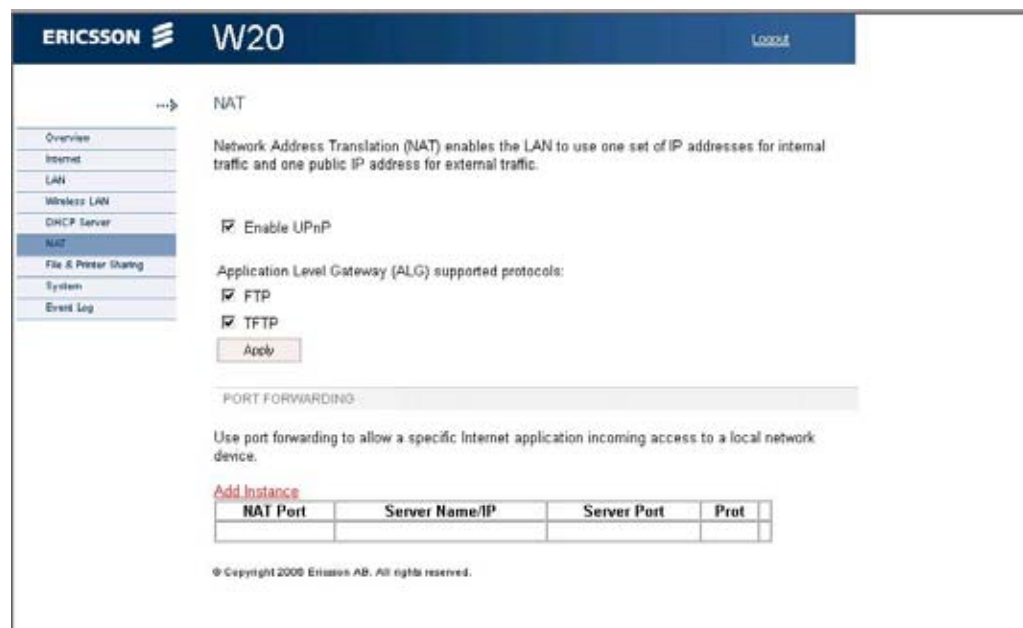 ERICSSON W20 Logout
NAT
Overview
Internet
LAN
Wireless LAN
DHCP Server
NAT
File & Printer Sharing
System
Event Log
Network Address Translation (NAT) enables the LAN to use one set of IP addresses for internal
traffic and one public IP address for external traffic.
Enable UPnP
Application Level Gateway (ALG) supported protocols:
FTP
TFTP
Apply
PORT FORWARDING
Use port forwarding to allow a specific Internet application incoming access to a local network
device.
Add Instance
NAT Port Server Name/IP Server Port Prot
© Copyright Ericsson AB. All rights reserved.